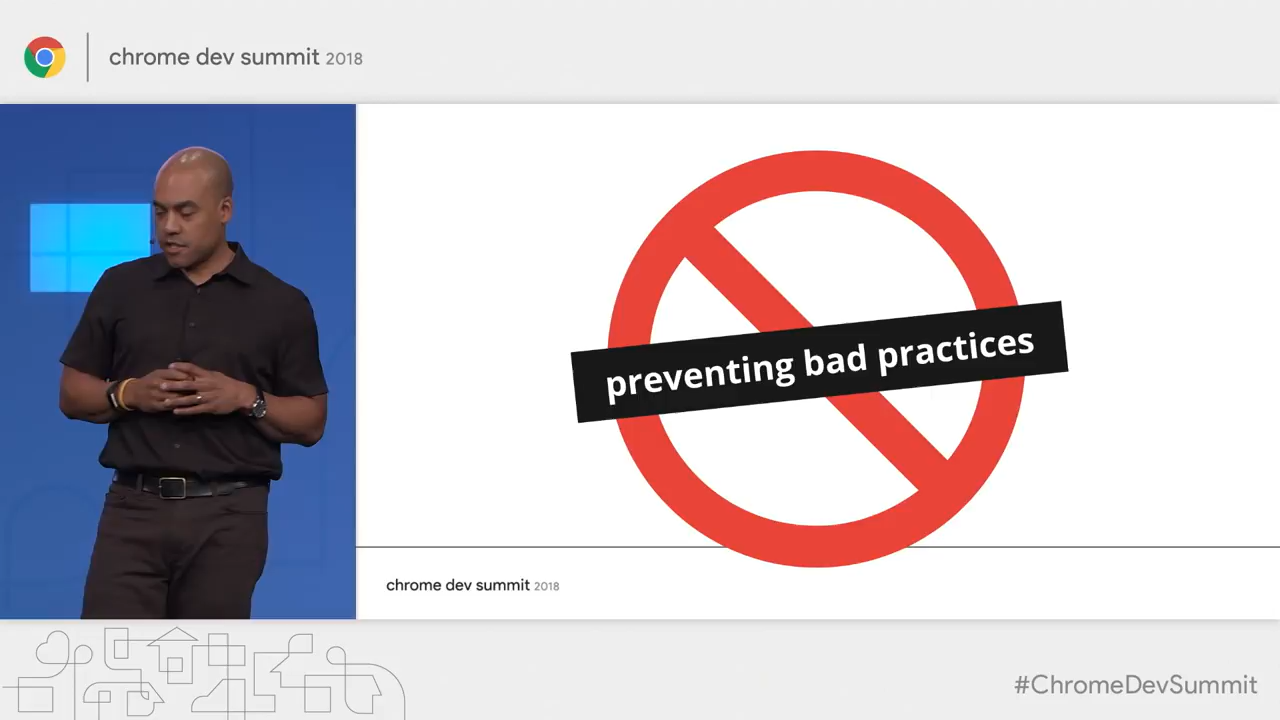 chrome dev summit 2018
preventing bad practices
chrome dev summit 2018
#ChromeDevSummit